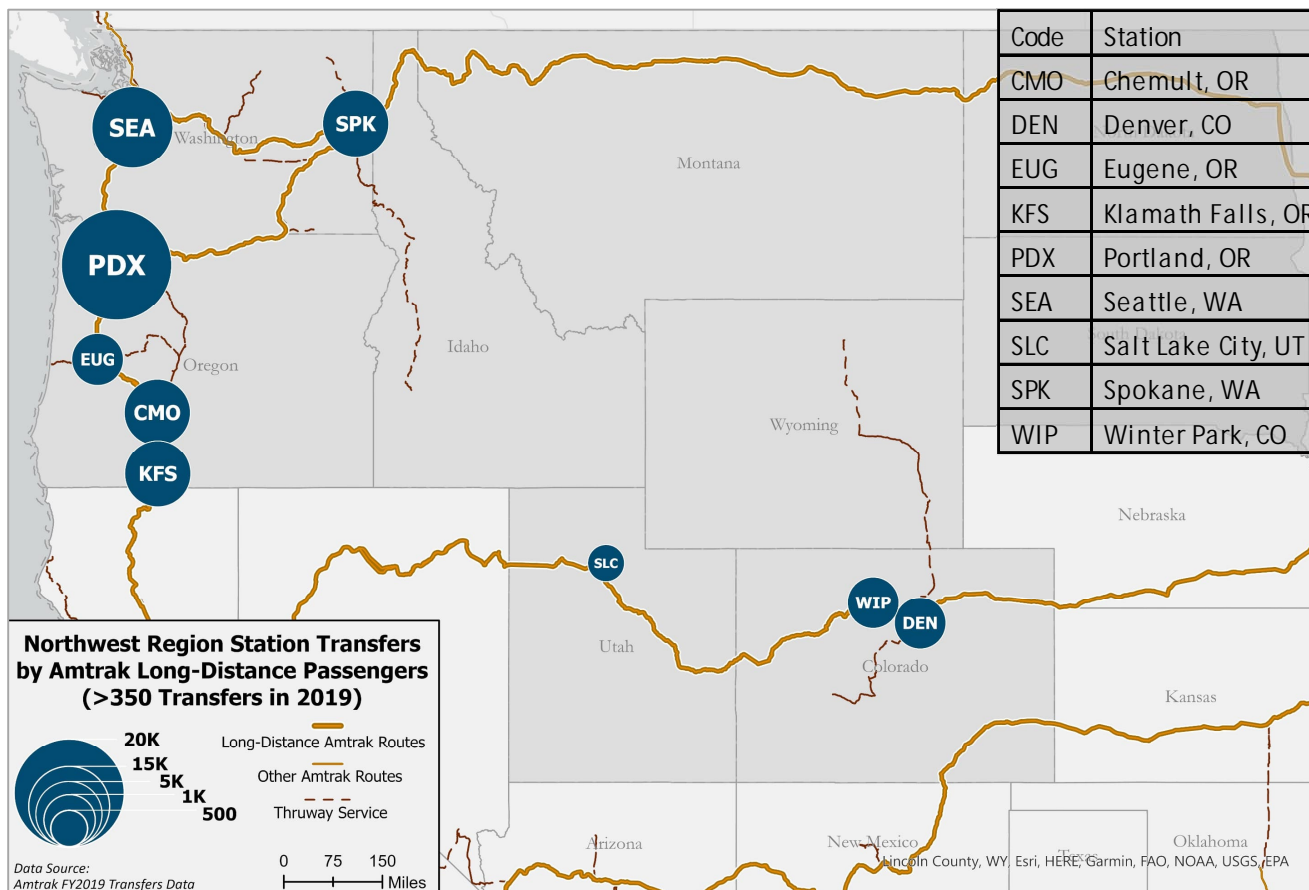 Code Station
CMO Chemult, OR
DEN Denver, CO
EUG Eugene, OR
KFS Klamath Falls, OR
PDX Portland, OR
SEA Seattle, WA
SLC Salt Lake City, UT
SPK Spokane, WA
WIP Winter Park, CO
SEA
Washington
SPK
Montana
North Dakota
PDX
EUG
Oregon
Idaho
South Dakota
CMO
Wyoming
KFS
Nebraska
SLC
WIP
DEN
Utah
Colorado
Kansas
Arizona
New Mexico
Texas
Oklahoma
Northwest Region Station Transfers
by Amtrak Long-Distance Passengers
(>350 Transfers in 2019)
20K
15K
5K
1K
500
Long-Distance Amtrak Routes
Other Amtrak Routes
Thruway Service
Data Source:
Amtrak FY2019 Transfers Data
0 75 150
Miles
Lincoln County, WY, Esri, HERE, Garmin, FAO, NOAA, USGS, EPA